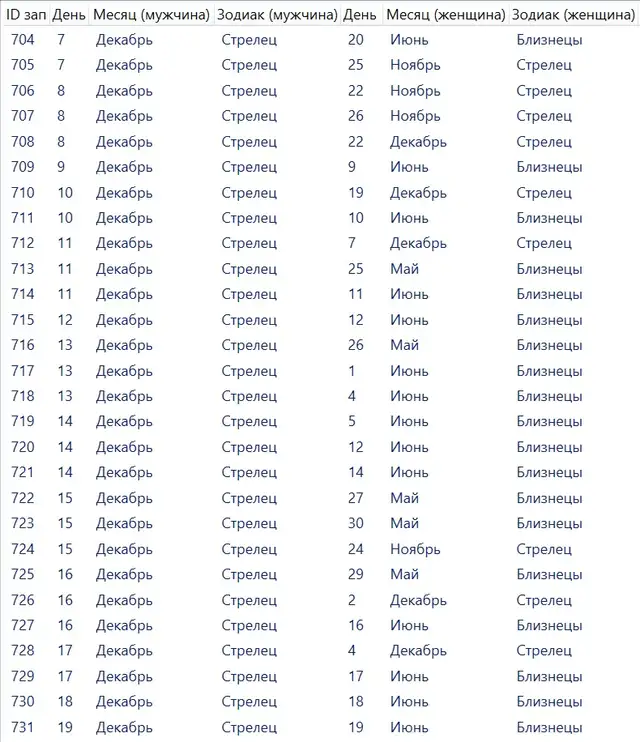 ID зап День Месяц (мужчина) Зодиак (мужчина) День Месяц (женщина) Зодиак (женщина)
704 7 Декабрь Стрелец 20 Июнь Близнецы
705 7 Декабрь Стрелец 25 Ноябрь Стрелец
706 8 Декабрь Стрелец 22 Ноябрь Стрелец
707 8 Декабрь Стрелец 26 Ноябрь Стрелец
708 8 Декабрь Стрелец 22 Декабрь Стрелец
709 9 Декабрь Стрелец 9 Июнь Близнецы
710 10 Декабрь Стрелец 19 Декабрь Стрелец
711 10 Декабрь Стрелец 10 Июнь Близнецы
712 11 Декабрь Стрелец 7 Декабрь Стрелец
713 11 Декабрь Стрелец 25 Май Близнецы
714 11 Декабрь Стрелец 11 Июнь Близнецы
715 12 Декабрь Стрелец 12 Июнь Близнецы
716 13 Декабрь Стрелец 26 Май Близнецы
717 13 Декабрь Стрелец 1 Июнь Близнецы
718 13 Декабрь Стрелец 4 Июнь Близнецы
719 14 Декабрь Стрелец 5 Июнь Близнецы
720 14 Декабрь Стрелец 12 Июнь Близнецы
721 14 Декабрь Стрелец 14 Июнь Близнецы
722 15 Декабрь Стрелец 27 Май Близнецы
723 15 Декабрь Стрелец 30 Май Близнецы
724 15 Декабрь Стрелец 24 Ноябрь Стрелец
725 16 Декабрь Стрелец 29 Май Близнецы
726 16 Декабрь Стрелец 2 Декабрь Стрелец
727 16 Декабрь Стрелец 16 Июнь Близнецы
728 17 Декабрь Стрелец 4 Декабрь Стрелец
729 17 Декабрь Стрелец 17 Июнь Близнецы
730 18 Декабрь Стрелец 18 Июнь Близнецы
731 19 Декабрь Стрелец 19 Июнь Близнецы